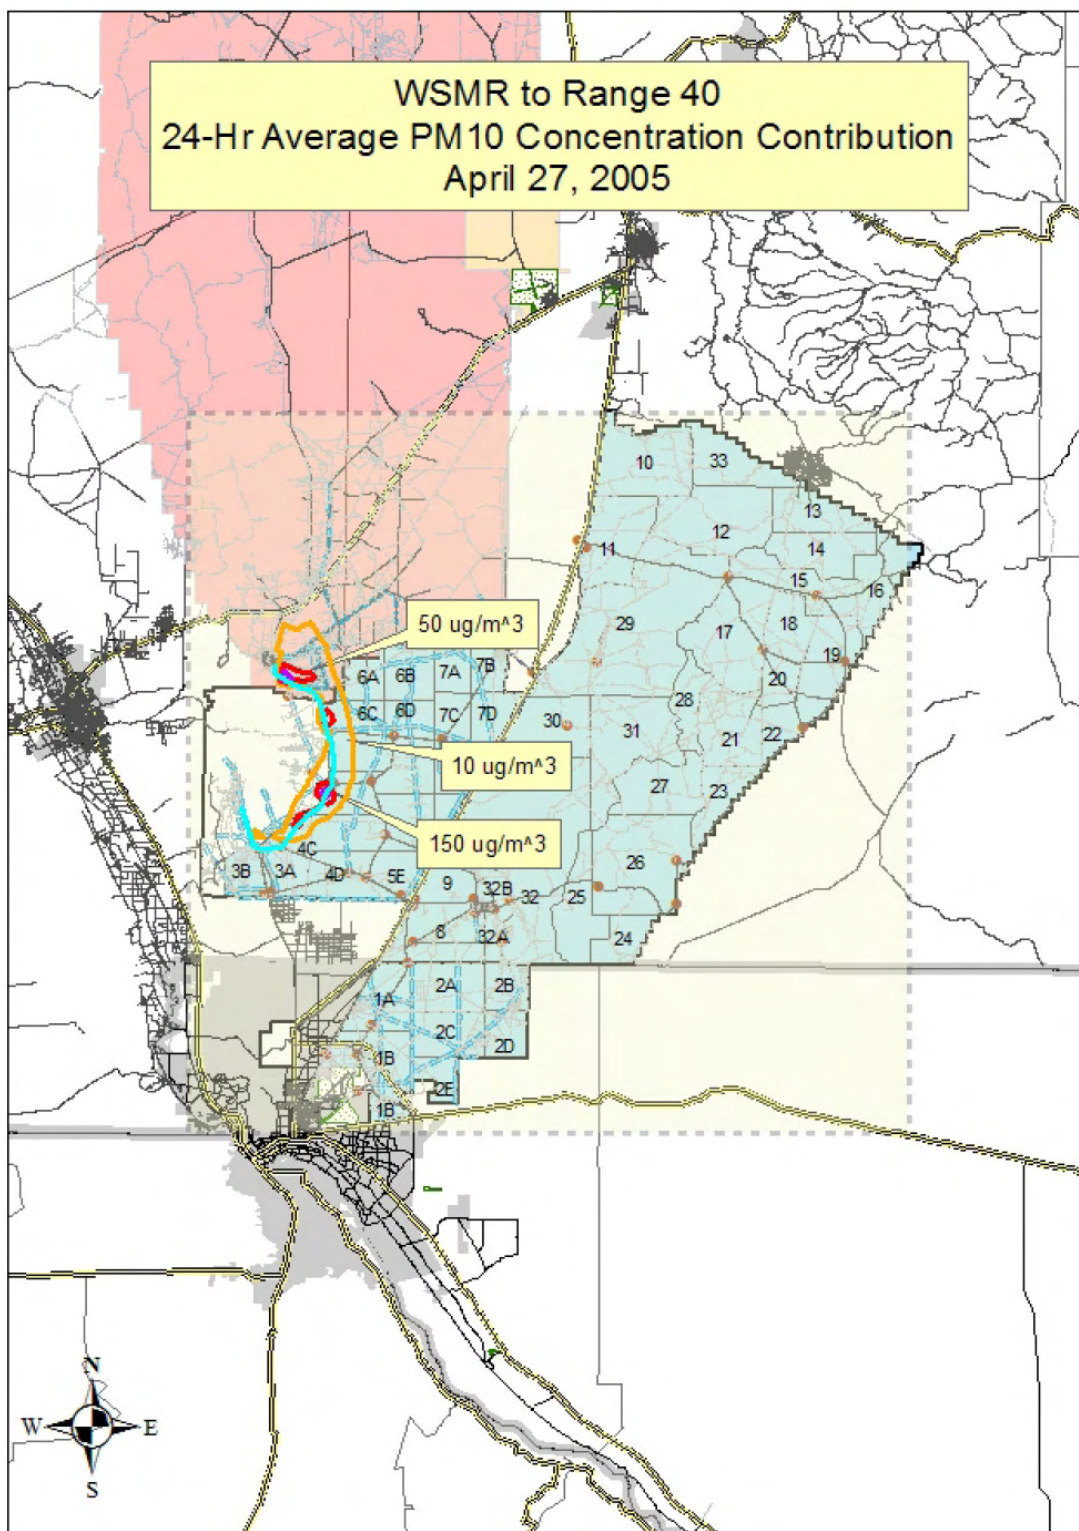 WSMR to Range 40
24-Hr Average PM10 Concentration Contribution
April 27, 2005
10
33
13
12
11
14
15
16
50 ug/m^3
29
17
18
19
7B
6A
6B
7A
20
28
6C
6D
7C
7D
30
31
21
22
10 ug/m^3
27
23
150 ug/m^3
4C
26
3B
3A
4D
5E
9
32B
32
25
8
32A
24
1A
2A
2B
2C
2D
1B
2E
1B
N
W
E
S